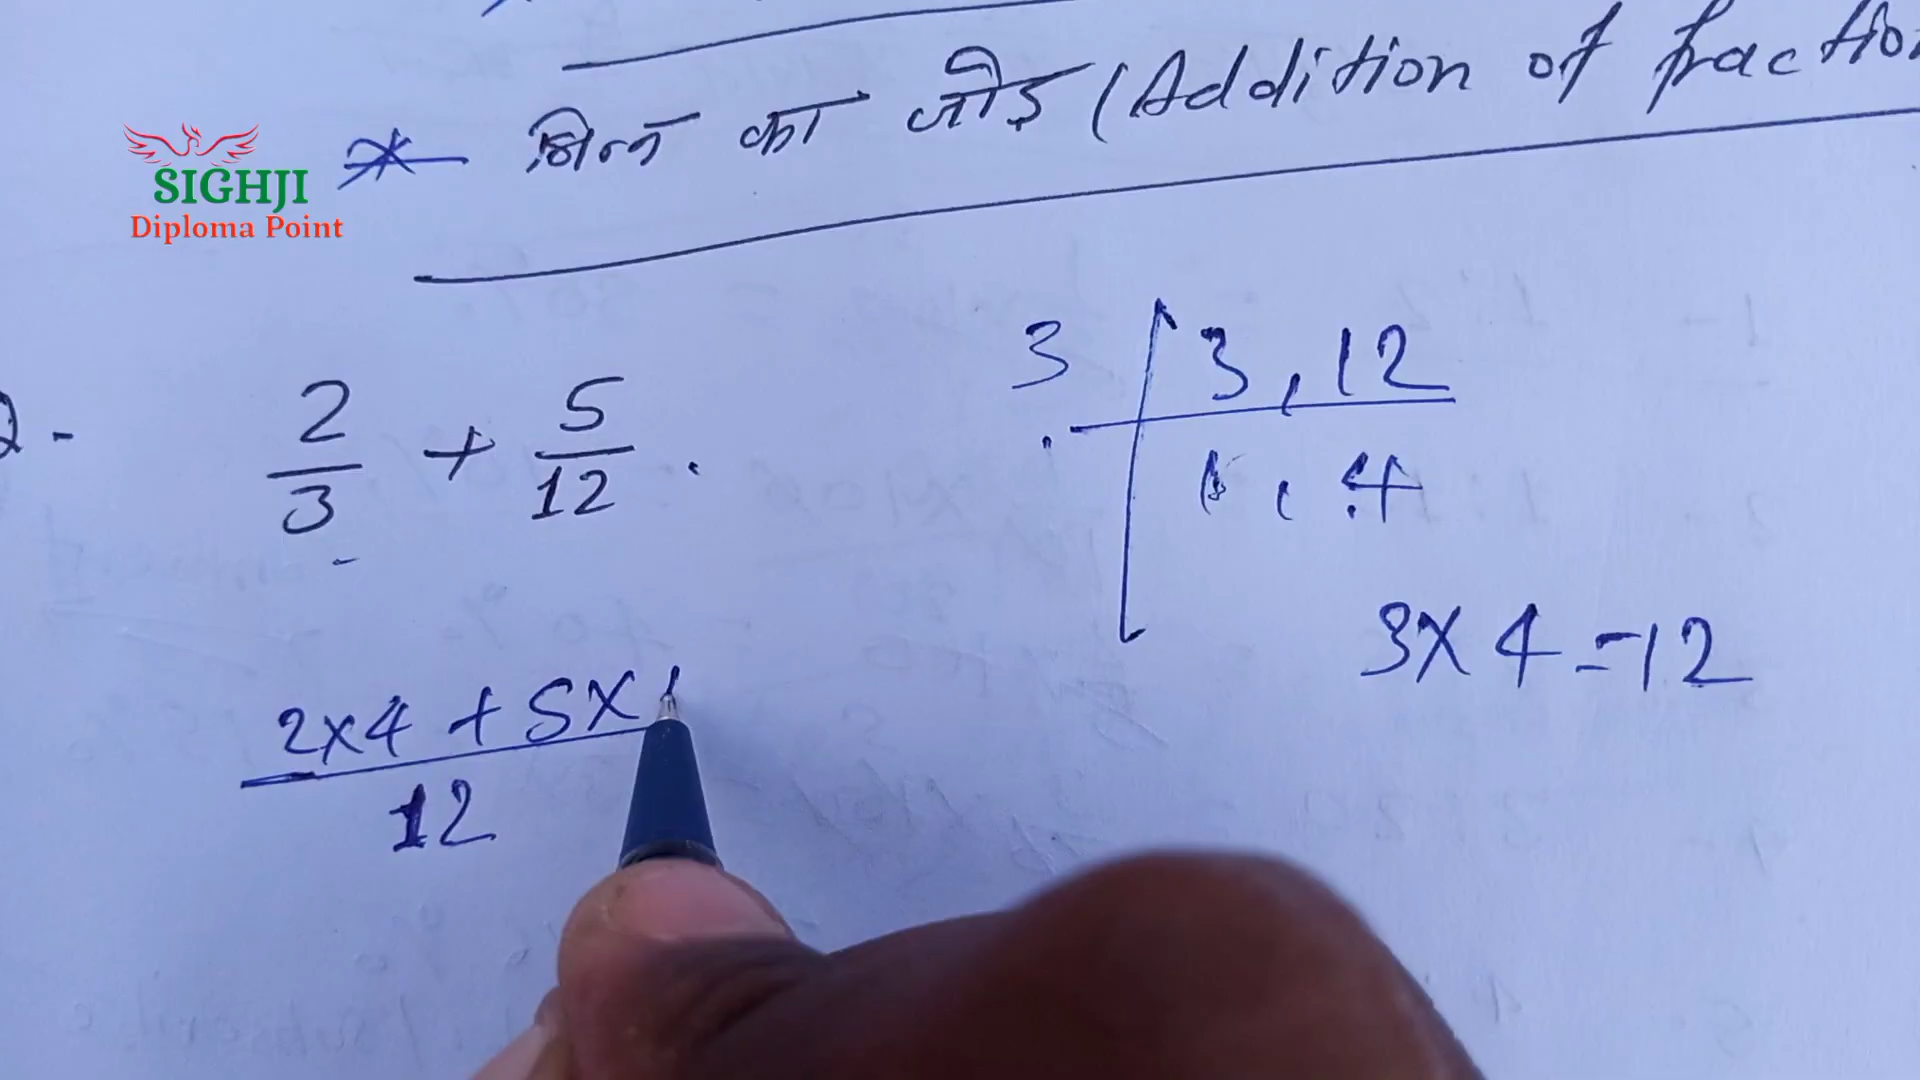 * भिन्न का जोड़ (Addition of fraction
SIGHJI
Diploma Point
2/3 + 5/12
3 | 3, 12
1, 4
3X4=12
2x4 + 5X1
12